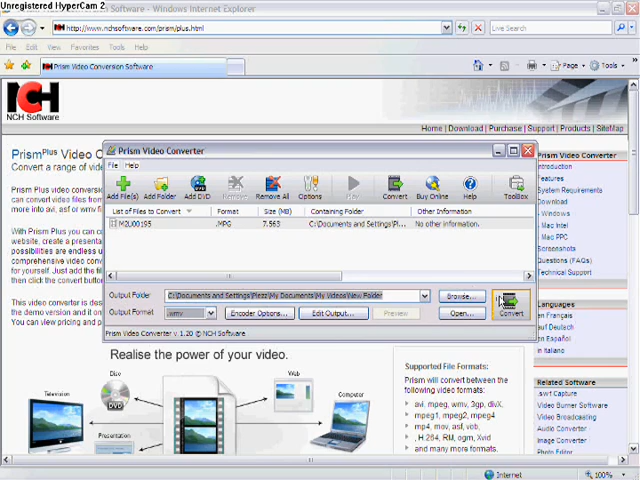 Unregistered HyperCam 2
Software - Windows Internet Explorer
http://www.nchsoftware.com/prism/plus.html
Live Search
File Edit View Favorites Tools Help
Prism Video Conversion Software
Page
Tools
NCH
NCH Software
Home | Download | Purchase | Support | Products | SiteMap
PrismPlus Video C
Convert a range of vide
Prism Plus video conversi
can convert video files from
more into avi, asf or wmv f
With Prism Plus you can c
website, create a presenta
possibilities are endless u
comprehensive video conv
for yourself. Just add the fi
then click the convert butt
This video converter is des
the demo version it on
You can view pricing and p
Prism Video Converter
File Help
Add File(s)
Add Folder
Add DVD
Remove
Remove All
Options
Play
Convert
Buy Online
Help
ToolBox
List of Files to Convert
Format
Size (MB)
Containing Folder
Other Information
M2U00195
.MPG
7.563
C:\Documents and Settings\Pl...
No other information.
Output Folder
C:\Documents and Settings\Plezz\My Documents\My Videos\New Folder
Browse...
Output Format
.wmv
Encoder Options...
Edit Output...
Preview
Open...
Convert
Prism Video Converter v. 1.20 © NCH Software
Realise the power of your video.
Television
Disc
DVD
Presentation
Web
Computer
Supported File Formats:
Prism will convert between the
following video formats:
avi, mpeg, wmv, 3gp, divX,
mpeg1, mpeg2, mpeg4
mp4, mov, asf, vob,
, H.264, RM, ogm, Xvid
and many more formats.
Prism Video Converter
Introduction
Features
System Requirements
Download
- Windows
- Mac Intel
- Mac PPC
Screenshots
Questions (FAQs)
Technical Support
Languages
en Français
auf Deutsch
en Español
in Italiano
Related Software
.swf Capture
Video Burner Software
Video Broadcasting
Audio Converter
Image Converter
Photo Editor
Internet
100%